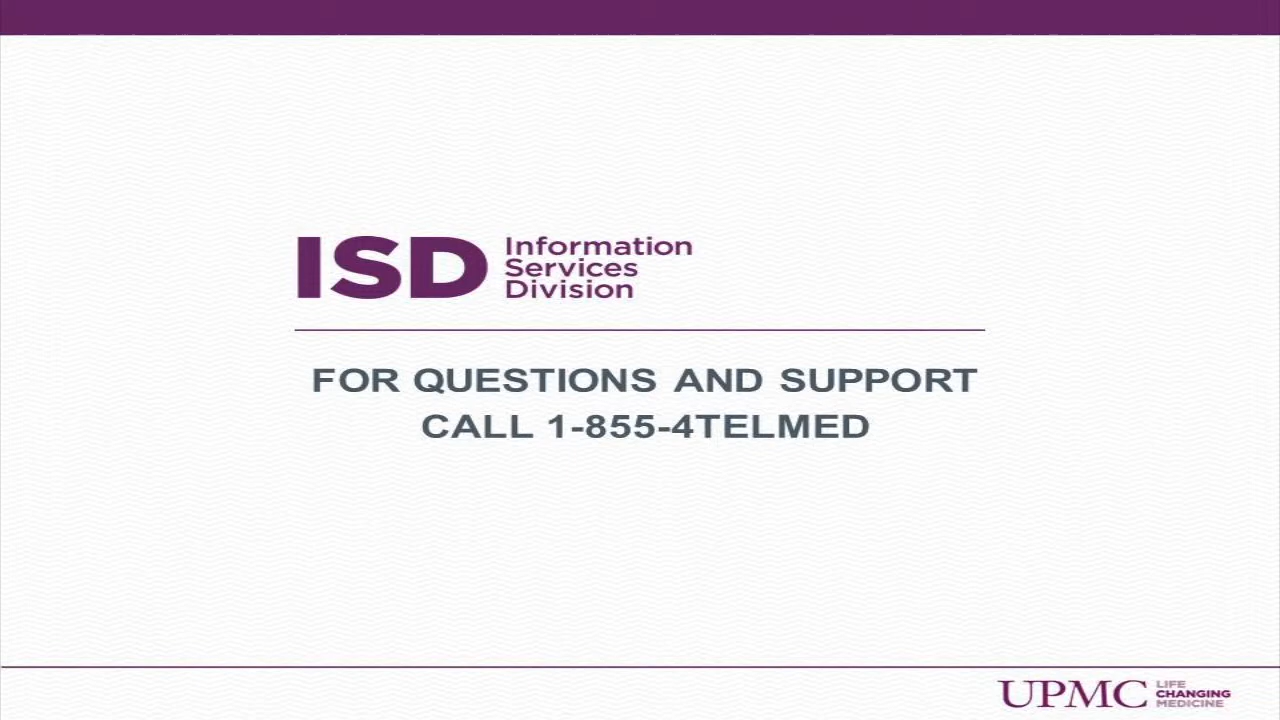 ISD
Information
Services
Division
FOR QUESTIONS AND SUPPORT
CALL 1-855-4TELMED
UPMC
LIFE
CHANGING
MEDICINE